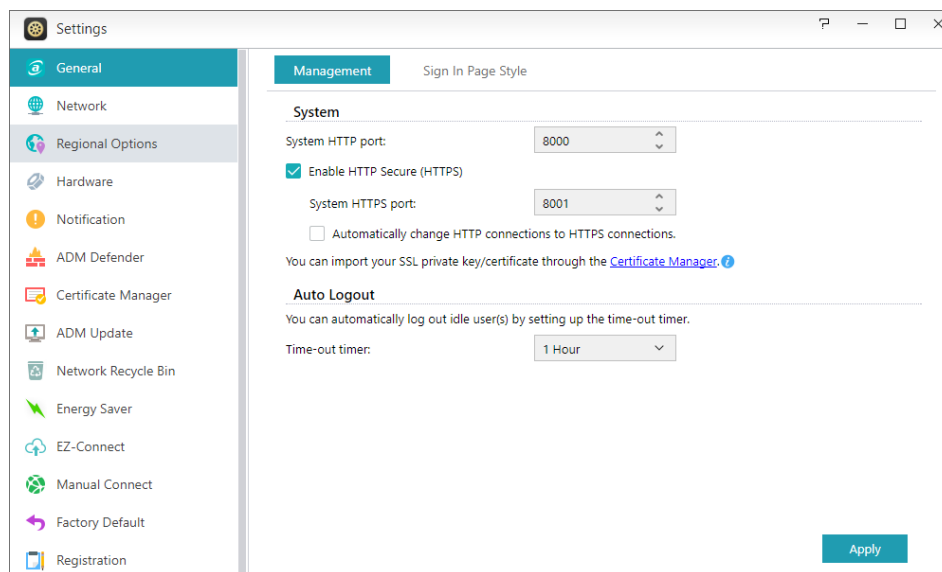 Settings
General
Network
Regional Options
Hardware
Notification
ADM Defender
Certificate Manager
ADM Update
Network Recycle Bin
Energy Saver
EZ-Connect
Manual Connect
Factory Default
Registration
Management Sign In Page Style
System
System HTTP port: 8000
Enable HTTP Secure (HTTPS)
System HTTPS port: 8001
Automatically change HTTP connections to HTTPS connections.
You can import your SSL private key/certificate through the Certificate Manager.
Auto Logout
You can automatically log out idle user(s) by setting up the time-out timer.
Time-out timer: 1 Hour
Apply